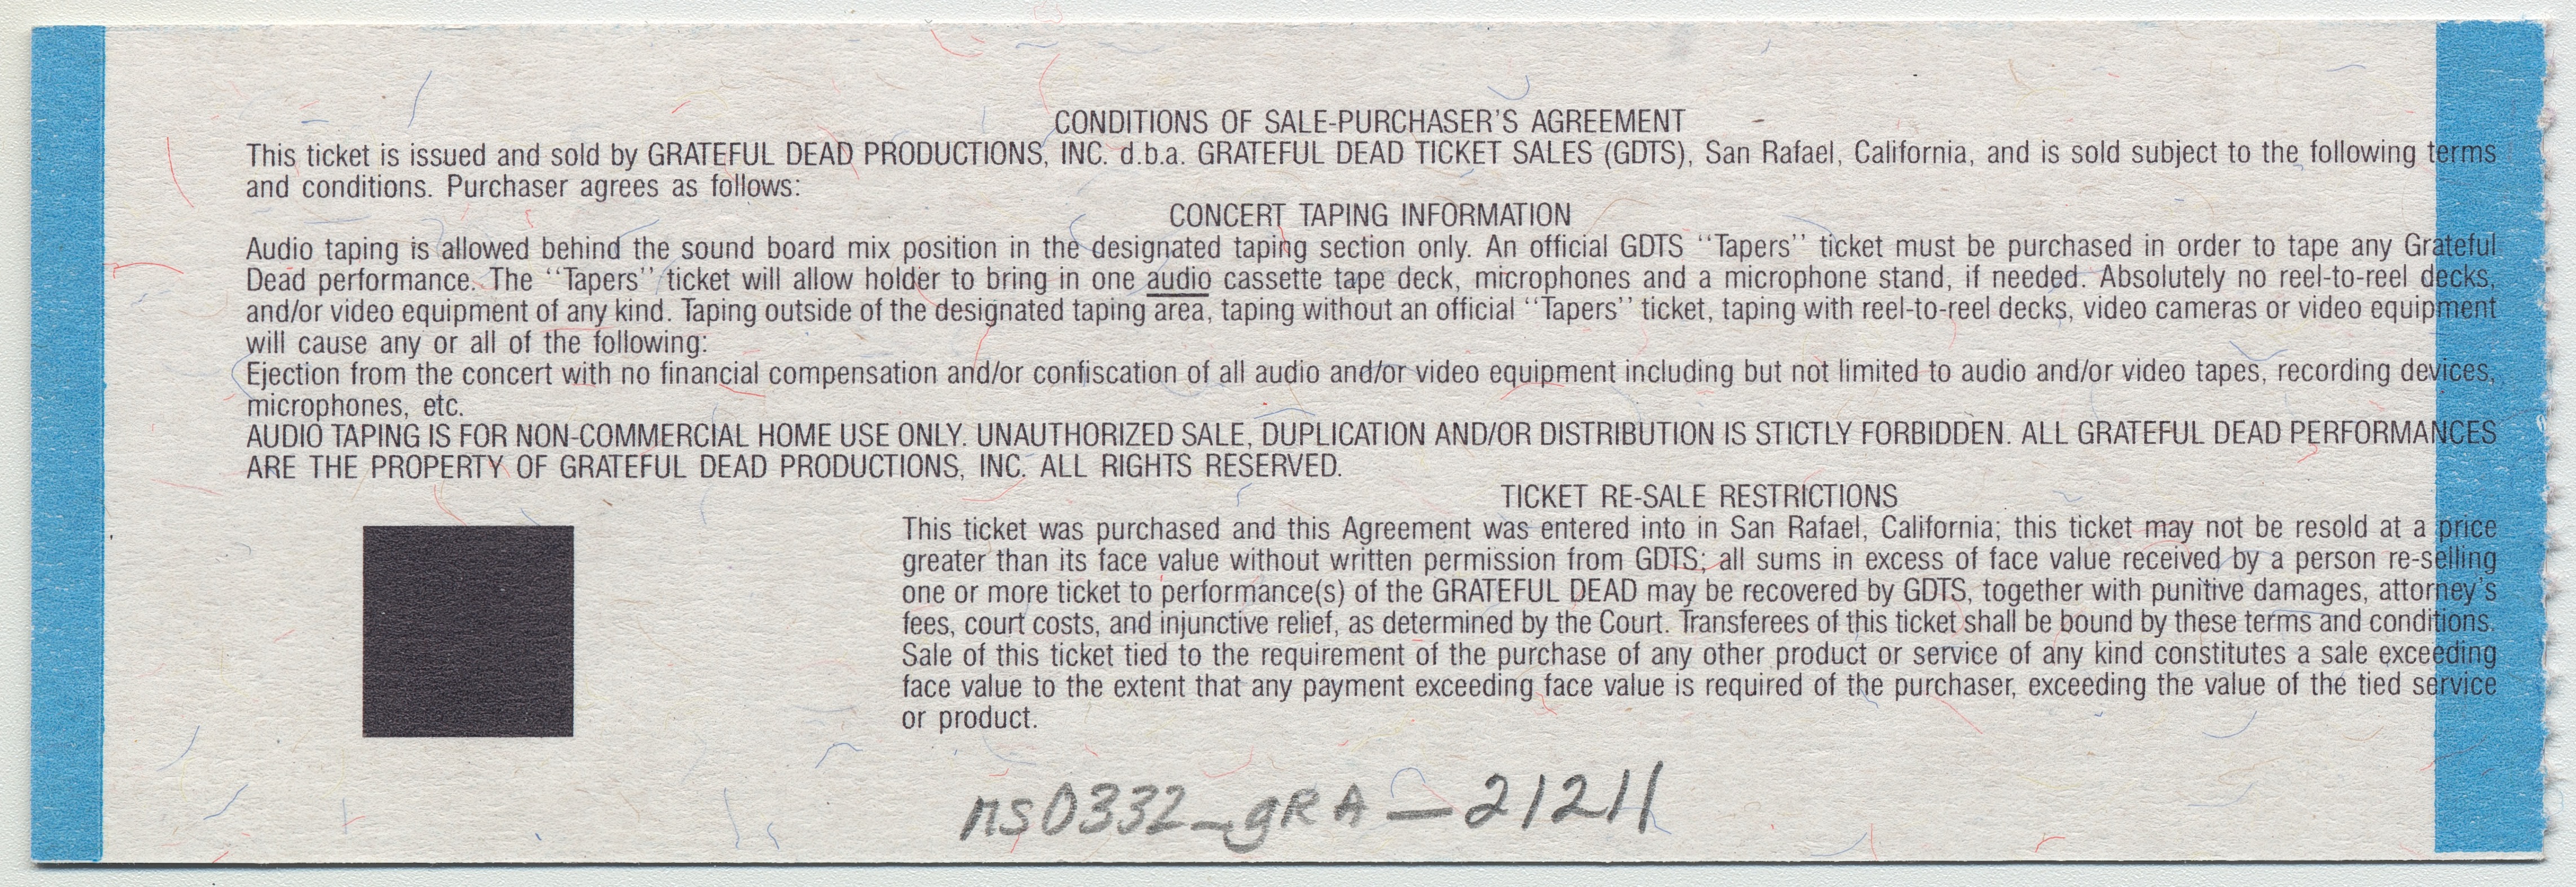 CONDITIONS OF SALE-PURCHASER'S AGREEMENT
This ticket is issued and sold by GRATEFUL DEAD PRODUCTIONS, INC. d.b.a. GRATEFUL DEAD TICKET SALES (GDTS), San Rafael, California, and is sold subject to the following terms
and conditions. Purchaser agrees as follows:
CONCERT TAPING INFORMATION
Audio taping is allowed behind the sound board mix position in the designated taping section only. An official GDTS ‘‘Tapers’’ ticket must be purchased in order to tape any Grateful
Dead performance. The ‘‘Tapers’’ ticket will allow holder to bring in one audio cassette tape deck, microphones and a microphone stand, if needed. Absolutely no reel-to-reel decks,
and/or video equipment of any kind. Taping outside of the designated taping area, taping without an official ‘‘Tapers’’ ticket, taping with reel-to-reel decks, video cameras or video equipment
will cause any or all of the following:
Ejection from the concert with no financial compensation and/or confiscation of all audio and/or video equipment including but not limited to audio and/or video tapes, recording devices,
microphones, etc.
AUDIO TAPING IS FOR NON-COMMERCIAL HOME USE ONLY. UNAUTHORIZED SALE, DUPLICATION AND/OR DISTRIBUTION IS STICTLY FORBIDDEN. ALL GRATEFUL DEAD PERFORMANCES
ARE THE PROPERTY OF GRATEFUL DEAD PRODUCTIONS, INC. ALL RIGHTS RESERVED.
TICKET RE-SALE RESTRICTIONS
This ticket was purchased and this Agreement was entered into in San Rafael, California; this ticket may not be resold at a price
greater than its face value without written permission from GDTS; all sums in excess of face value received by a person re-selling
one or more ticket to performance(s) of the GRATEFUL DEAD may be recovered by GDTS, together with punitive damages, attorney's
fees, court costs, and injunctive relief, as determined by the Court. Transferees of this ticket shall be bound by these terms and conditions.
Sale of this ticket tied to the requirement of the purchase of any other product or service of any kind constitutes a sale exceeding
face value to the extent that any payment exceeding face value is required of the purchaser, exceeding the value of the tied service
or product.
ms0332_gRA_21211